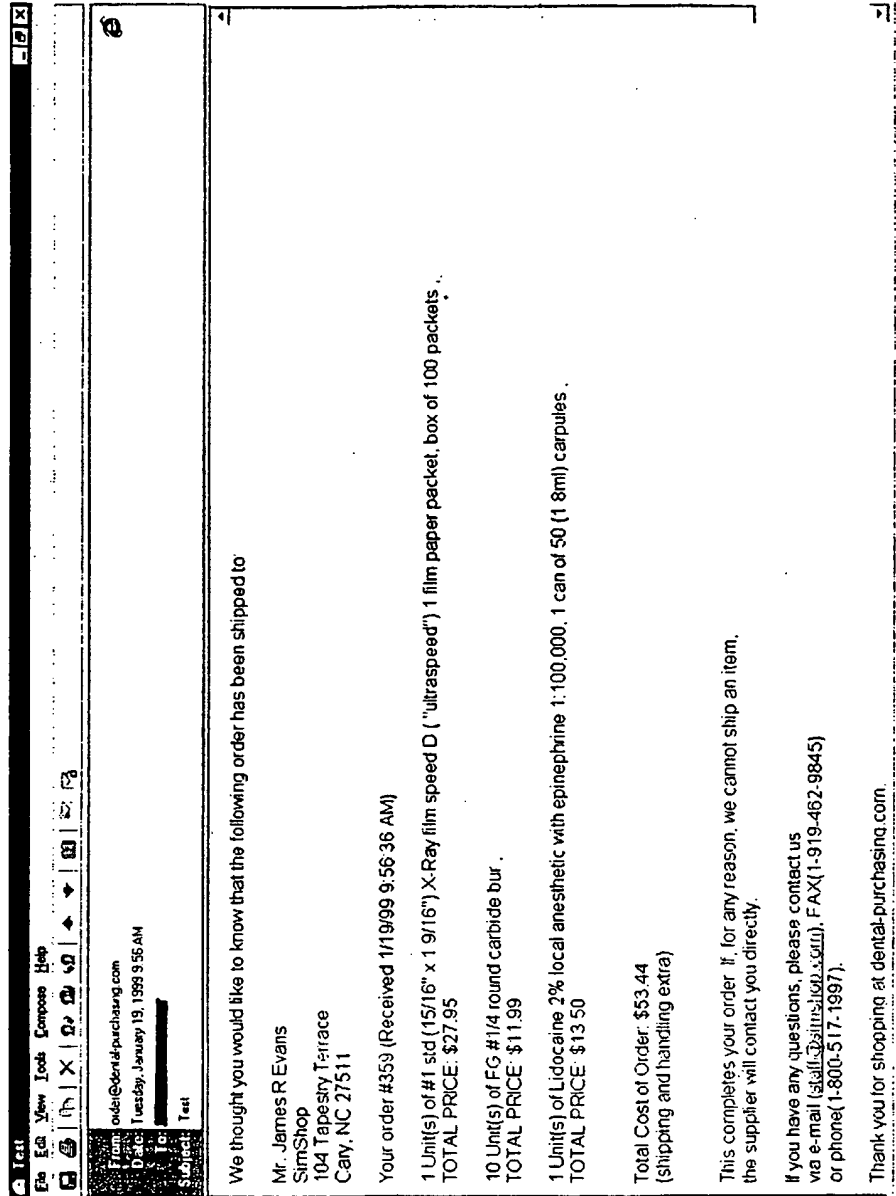 Test
File Edit View Tools Compose Help
From: order@dental-purchasing.com
Date: Tuesday, January 19, 1999 9:56 AM
To:
Subject: Test
We thought you would like to know that the following order has been shipped to
Mr. James R Evans
SimShop
104 Tapestry Terrace
Cary, NC 27511
Your order #359 (Received 1/19/99 9:56:36 AM)
1 Unit(s) of #1 std (15/16" x 1 9/16") X-Ray film speed D ( "ultraspeed") 1 film paper packet, box of 100 packets .
TOTAL PRICE: $27.95
10 Unit(s) of FG #1/4 round carbide bur .
TOTAL PRICE: $11.99
1 Unit(s) of Lidocaine 2% local anesthetic with epinephrine 1:100,000, 1 can of 50 (1 8ml) carpules .
TOTAL PRICE: $13 50
Total Cost of Order: $53.44
(shipping and handling extra)
This completes your order If, for any reason, we cannot ship an item,
the supplier will contact you directly.
If you have any questions, please contact us
via e-mail (staff@simshop.com), FAX(1-919-462-9845)
or phone(1-800-517-1997).
Thank you for shopping at dental-purchasing.com.